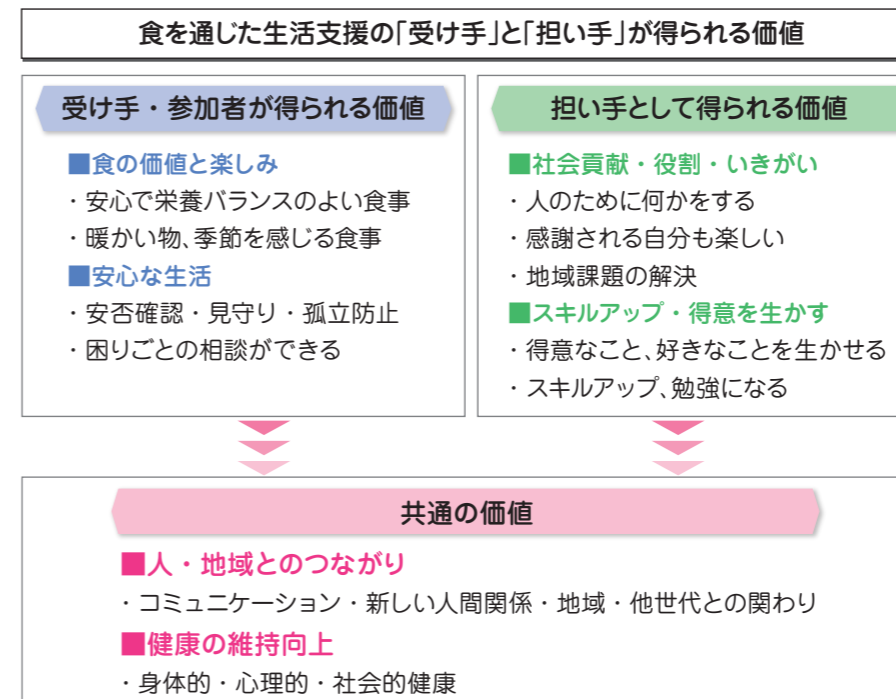 食を通じた生活支援の「受け手」と「担い手」が得られる価値
受け手・参加者が得られる価値
■食の価値と楽しみ
・安心で栄養バランスのよい食事
・暖かい物、季節を感じる食事
■安心な生活
・安否確認・見守り・孤立防止
・困りごとの相談ができる
担い手として得られる価値
■社会貢献・役割・いきがい
・人のために何かをする
・感謝される自分も楽しい
・地域課題の解決
■スキルアップ・得意を生かす
・得意なこと、好きなことを生かせる
・スキルアップ、勉強になる
共通の価値
■人・地域とのつながり
・コミュニケーション・新しい人間関係・地域・他世代との関わり
■健康の維持向上
・身体的・心理的・社会的健康